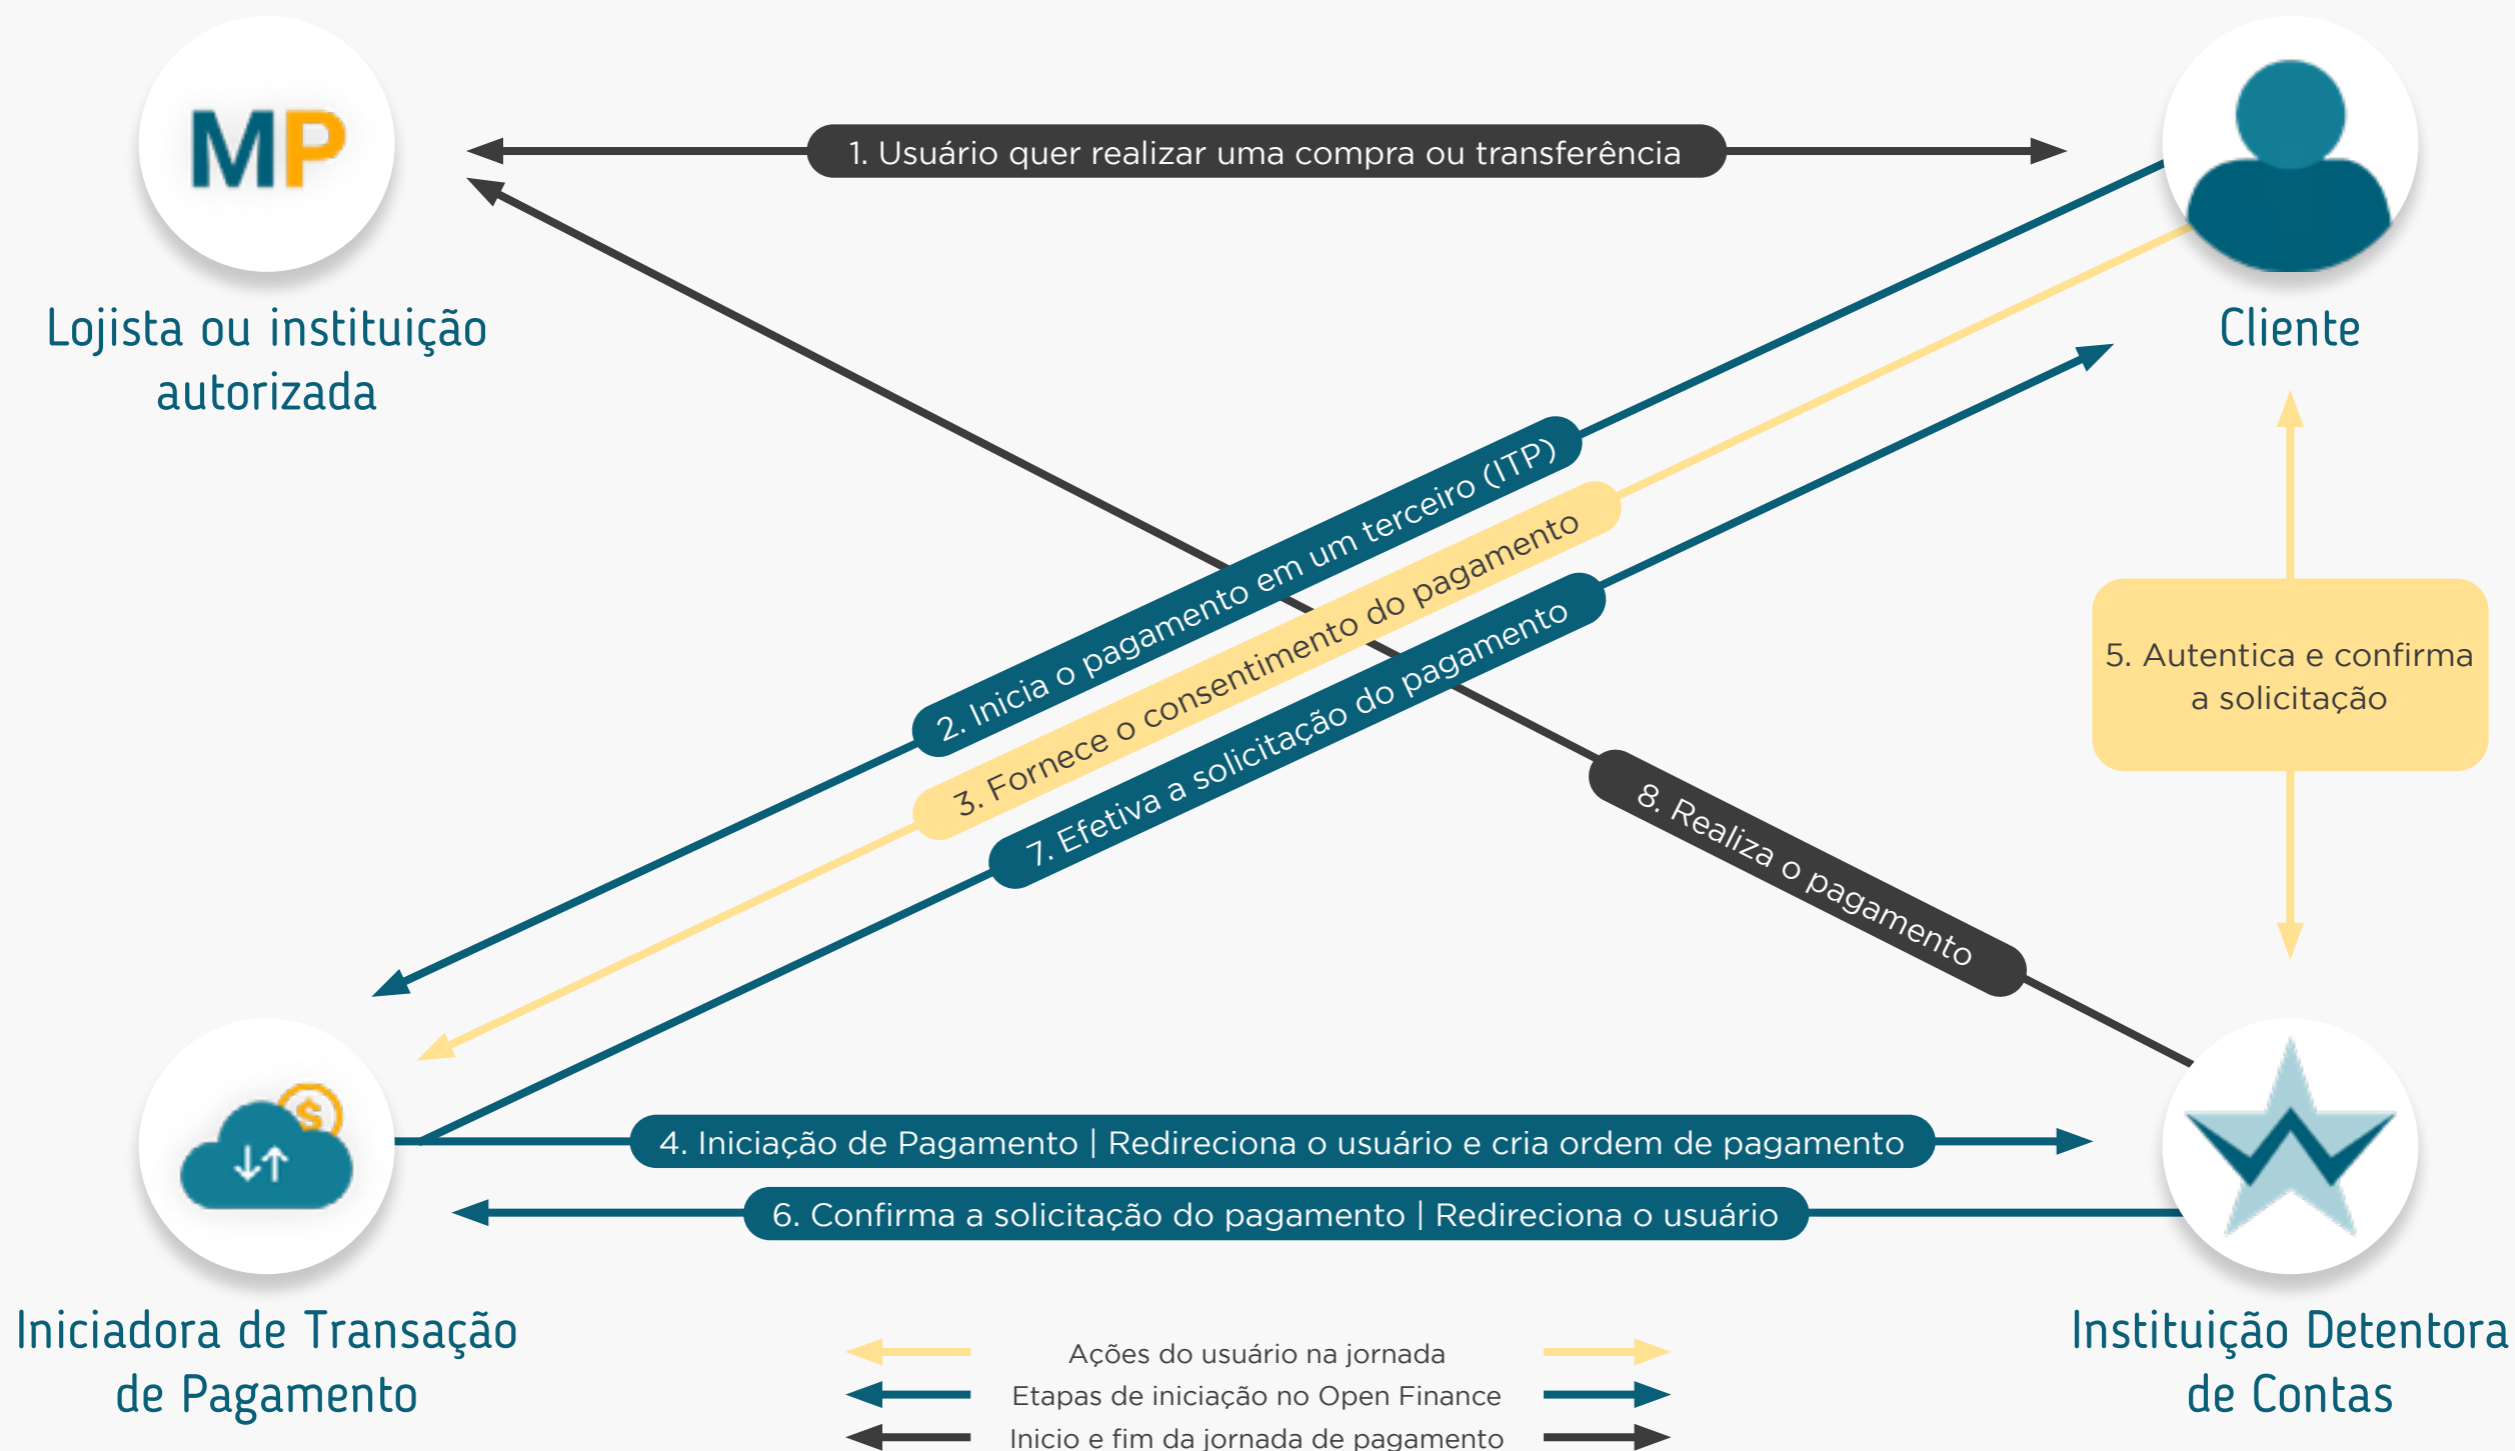 MP
1. Usuário quer realizar uma compra ou transferência
Lojista ou instituição
autorizada
Cliente
2. Inicia o pagamento em um terceiro (ITP)
3. Fornece o consentimento do pagamento
7. Efetiva a solicitação do pagamento
5. Autentica e confirma
a solicitação
8. Realiza o pagamento
$
4. Iniciação de Pagamento | Redireciona o usuário e cria ordem de pagamento
6. Confirma a solicitação do pagamento | Redireciona o usuário
Iniciadora de Transação
de Pagamento
Instituição Detentora
de Contas
Ações do usuário na jornada
Etapas de iniciação no Open Finance
Inicio e fim da jornada de pagamento